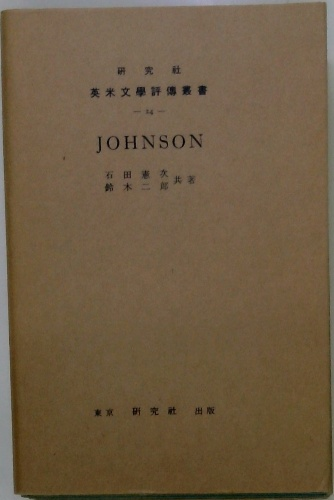 研究社
英米文學評傳叢書
— 24 —
JOHNSON
石田憲次
鈴木二郎 共著
東京 研究社 出版